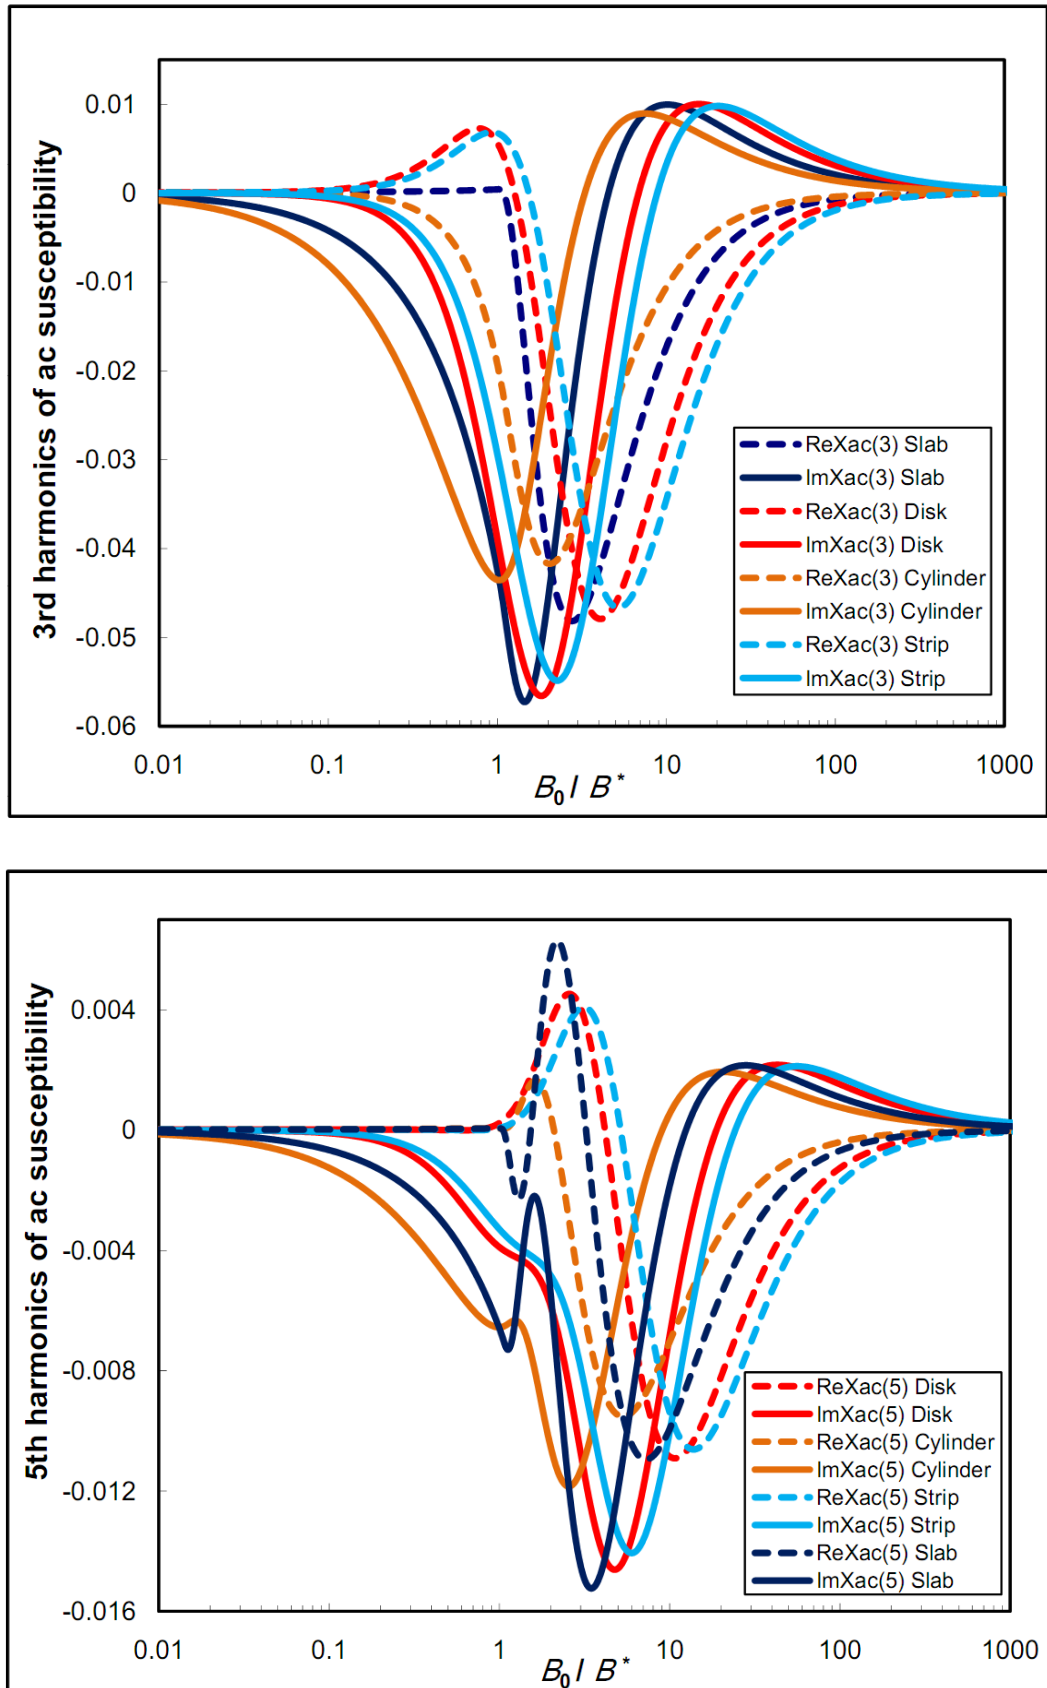 3rd harmonics of ac susceptibility
0.01
0
-0.01
-0.02
-0.03
-0.04
-0.05
-0.06
ReXac(3) Slab
ImXac(3) Slab
ReXac(3) Disk
ImXac(3) Disk
ReXac(3) Cylinder
ImXac(3) Cylinder
ReXac(3) Strip
ImXac(3) Strip
0.01 0.1 1 10 100 1000
B0 / B*
5th harmonics of ac susceptibility
0.004
0
-0.004
-0.008
-0.012
-0.016
ReXac(5) Disk
ImXac(5) Disk
ReXac(5) Cylinder
ImXac(5) Cylinder
ReXac(5) Strip
ImXac(5) Strip
ReXac(5) Slab
ImXac(5) Slab
0.01 0.1 1 10 100 1000
B0 / B*